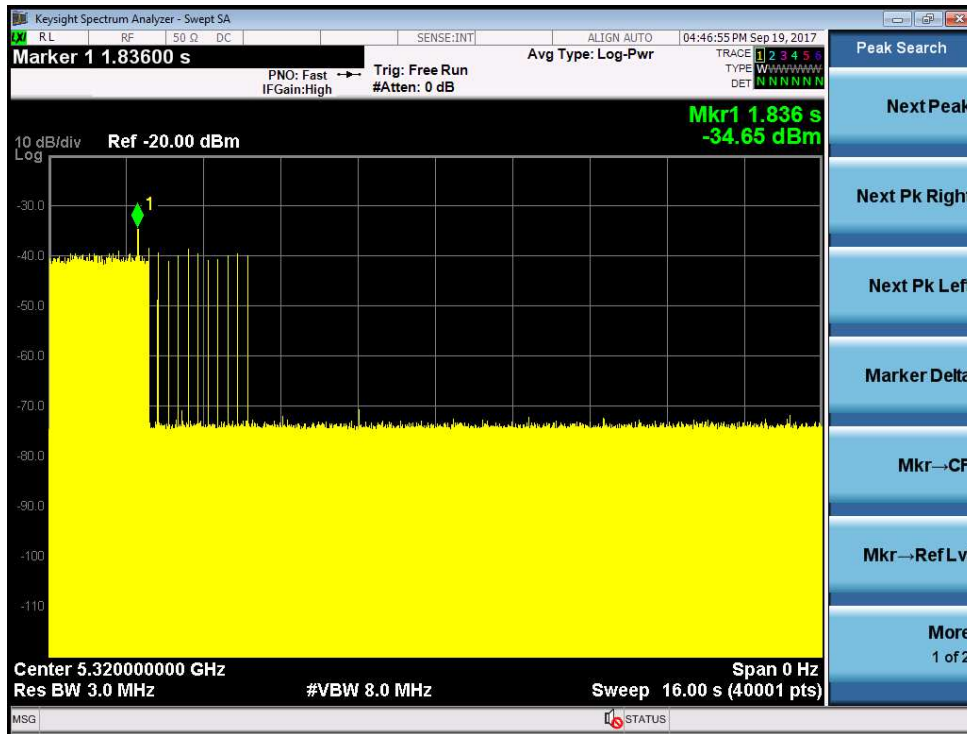 Keysight Spectrum Analyzer - Swept SA
LXI RL RF 50 Ω DC SENSE:INT ALIGN AUTO 04:46:55 PM Sep 19, 2017
Marker 1 1.83600 s
PNO: Fast
IFGain:High
Trig: Free Run
#Atten: 0 dB
Avg Type: Log-Pwr
TRACE 1 2 3 4 5 6
TYPE WWWWWW
DET N N N N N N
Mkr1 1.836 s
-34.65 dBm
10 dB/div Ref -20.00 dBm
Log
1
-30.0
-40.0
-50.0
-60.0
-70.0
-80.0
-90.0
-100
-110
Center 5.320000000 GHz
Span 0 Hz
Res BW 3.0 MHz
#VBW 8.0 MHz
Sweep 16.00 s (40001 pts)
MSG
STATUS
Peak Search
Next Peak
Next Pk Right
Next Pk Left
Marker Delta
Mkr→CF
Mkr→Ref Lv
More
1 of 2